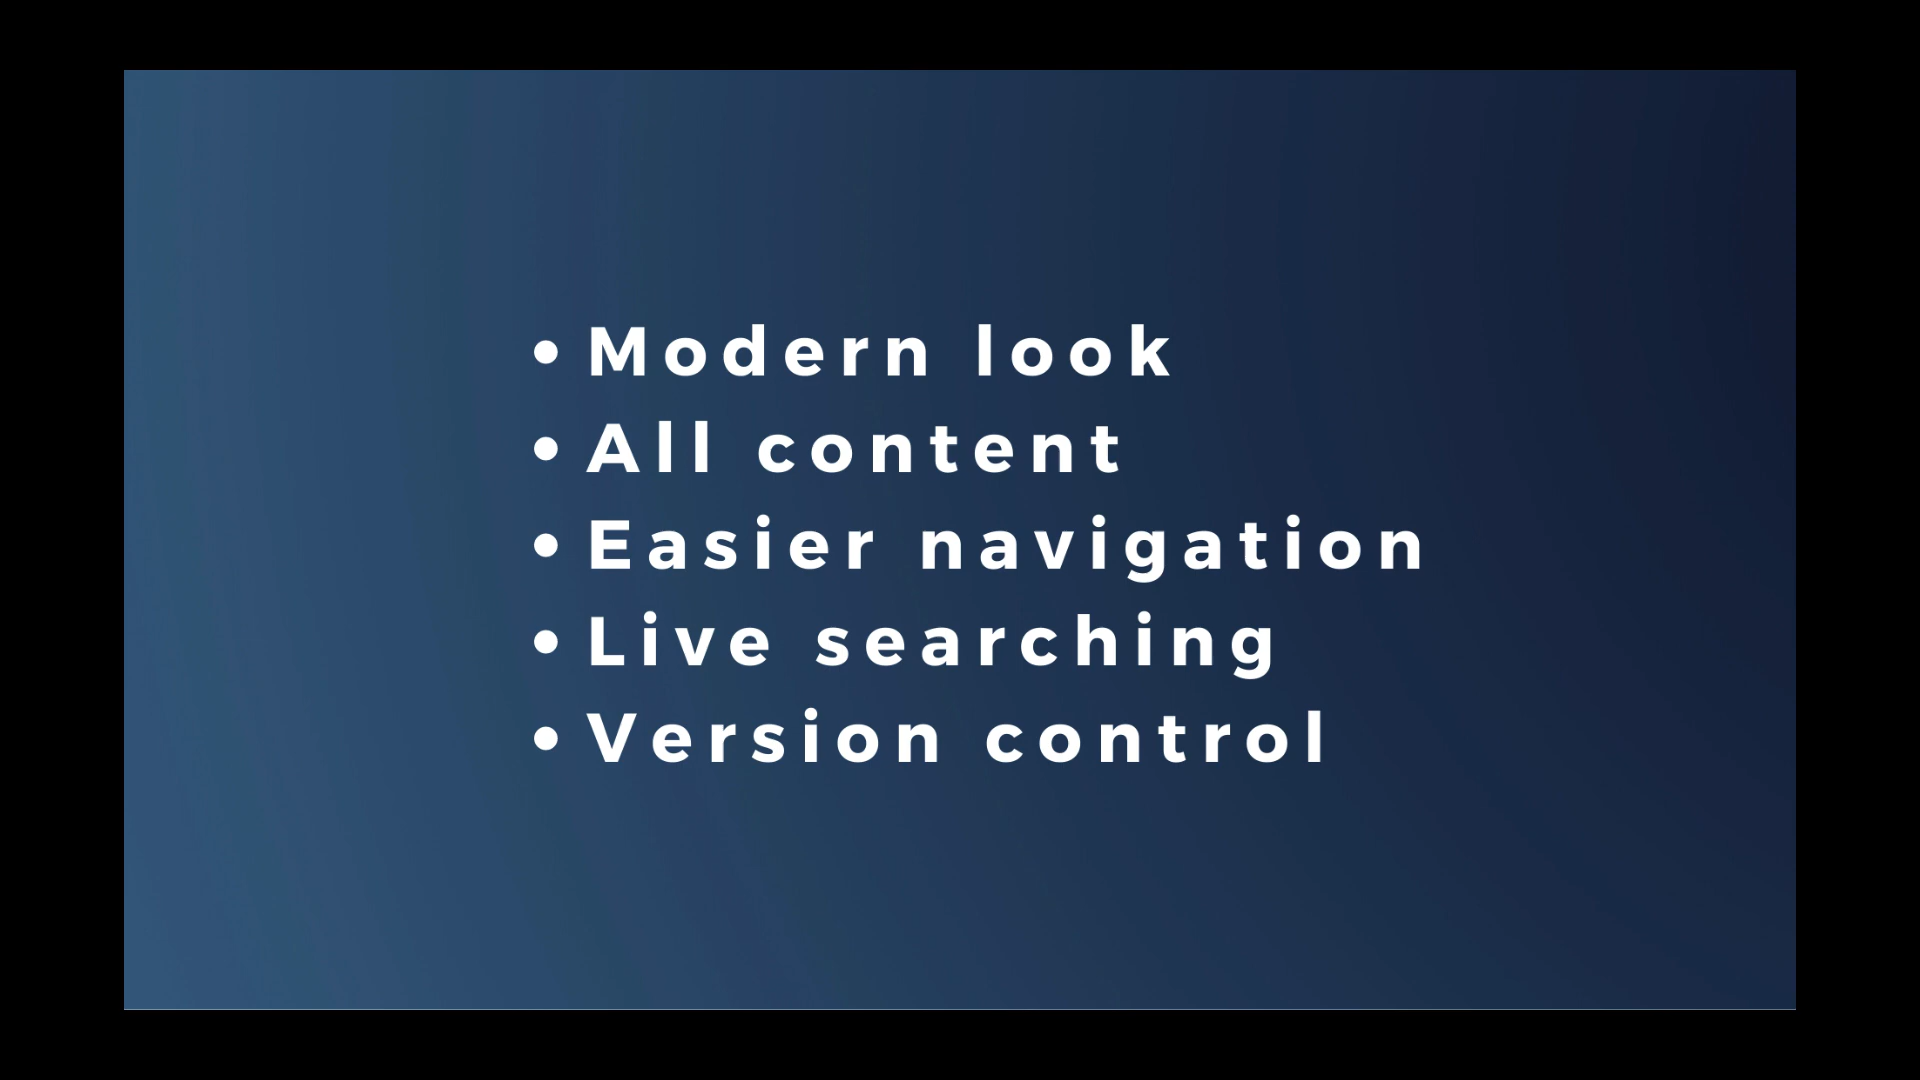 • Modern look
• All content
• Easier navigation
• Live searching
• Version control